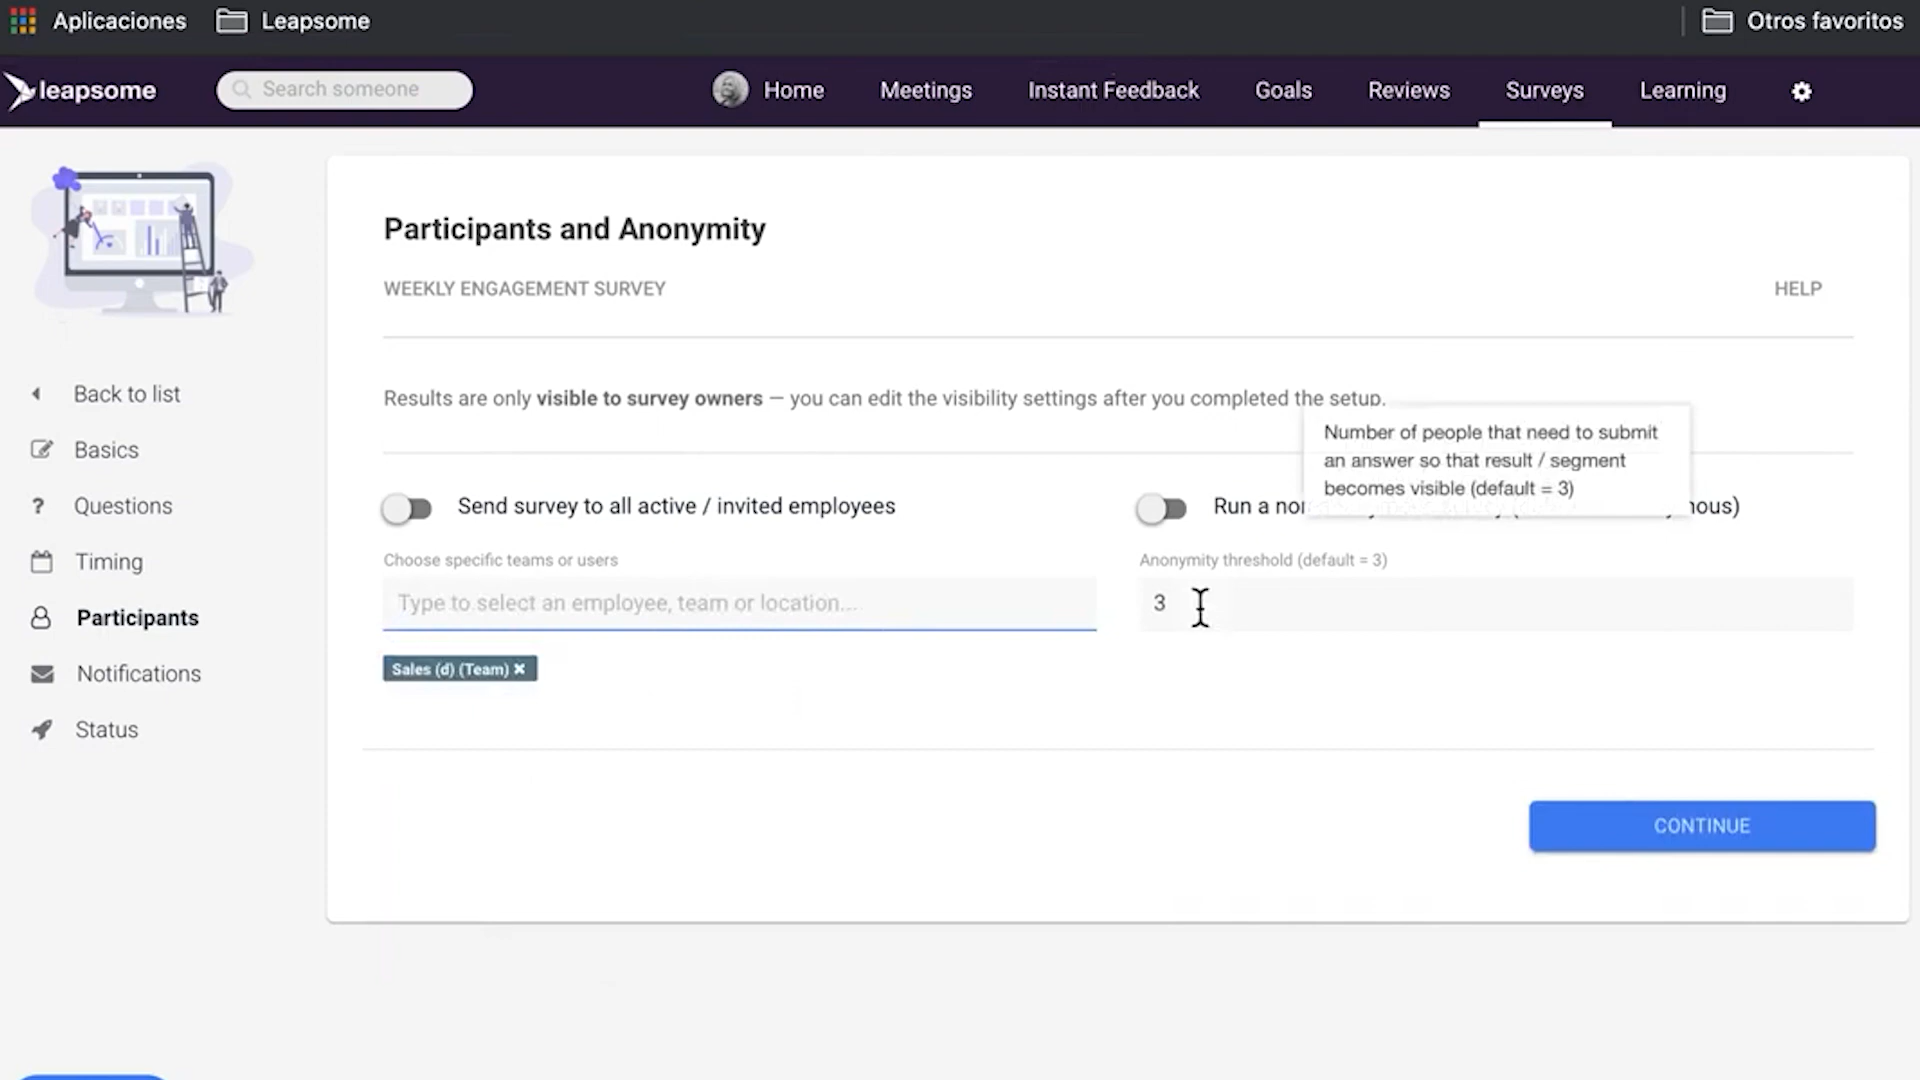 Aplicaciones Leapsome Otros favoritos
leapsome Search someone Home Meetings Instant Feedback Goals Reviews Surveys Learning
Participants and Anonymity
WEEKLY ENGAGEMENT SURVEY HELP
Back to list
Basics
Questions
Timing
Participants
Notifications
Status
Results are only visible to survey owners — you can edit the visibility settings after you completed the setup.
Number of people that need to submit
an answer so that result / segment
becomes visible (default = 3)
Send survey to all active / invited employees
Run a
Choose specific teams or users
Type to select an employee, team or location...
Sales (d) (Team) ×
Anonymity threshold (default = 3)
3
CONTINUE